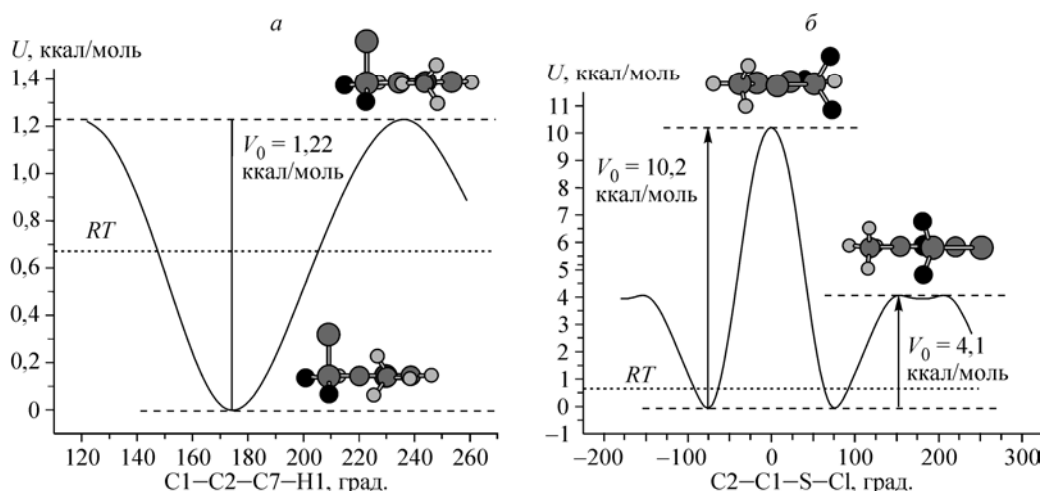 а
U, ккал/моль
1,4
1,2
1,0
0,8
0,6
0,4
0,2
0
V0 = 1,22
ккал/моль
RT
120 140 160 180 200 220 240 260
C1–C2–C7–H1, град.
б
U, ккал/моль
11
10
9
8
7
6
5
4
3
2
1
0
–1
V0 = 10,2
ккал/моль
V0 = 4,1
ккал/моль
RT
–200 –100 0 100 200 300
C2–C1–S–Cl, град.